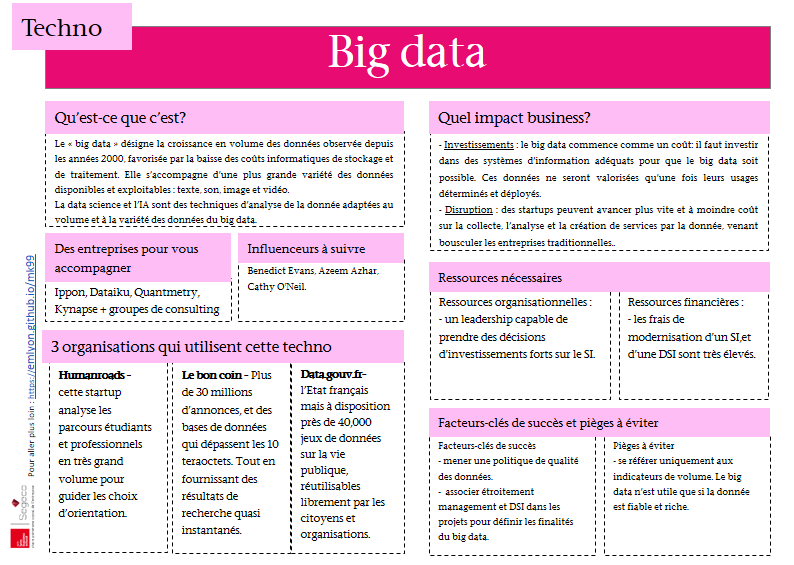 Techno
Big data
Qu'est-ce que c'est?
Le « big data » désigne la croissance en volume des données observée depuis
les années 2000, favorisée par la baisse des coûts informatiques de stockage et
de traitement. Elle s'accompagne d'une plus grande variété des données
disponibles et exploitables : texte, son, image et vidéo.
La data science et l'IA sont des techniques d'analyse de la donnée adaptées au
volume et à la variété des données du big data.
Des entreprises pour vous
accompagner
Ippon, Dataiku, Quantmetry,
Kynapse + groupes de consulting
Influenceurs à suivre
Benedict Evans, Azeem Azhar,
Cathy O'Neil.
3 organisations qui utilisent cette techno
Humanroads –
cette startup
analyse les
parcours étudiants
et professionnels
en très grand
volume pour
guider les choix
d'orientation.
Le bon coin – Plus
de 30 millions
d'annonces, et des
bases de données
qui dépassent les 10
teraoctets. Tout en
fournissant des
résultats de
recherche quasi
instantanés.
Data.gouv.fr–
l'Etat français
mais à disposition
près de 40,000
jeux de données
sur la vie
publique,
réutilisables
librement par les
citoyens et
organisations.
Quel impact business?
- Investissements : le big data commence comme un coût: il faut investir
dans des systèmes d'information adéquats pour que le big data soit
possible. Ces données ne seront valorisées qu'une fois leurs usages
déterminés et déployés.
- Disruption : des startups peuvent avancer plus vite et à moindre coût
sur la collecte, l'analyse et la création de services par la donnée, venant
bousculer les entreprises traditionnelles..
Ressources nécessaires
Ressources organisationnelles :
- un leadership capable de
prendre des décisions
d'investissements forts sur le SI.
Ressources financières :
- les frais de
modernisation d'un SI,et
d'une DSI sont très élevés.
Facteurs-clés de succès et pièges à éviter
Facteurs-clés de succès
- mener une politique de qualité
des données.
- associer étroitement
management et DSI dans les
projets pour définir les finalités
du big data.
Pièges à éviter
- se référer uniquement aux
indicateurs de volume. Le big
data n'est utile que si la donnée
est fiable et riche.
Pour aller plus loin : https://emlyon.github.io/mk99
Segeco